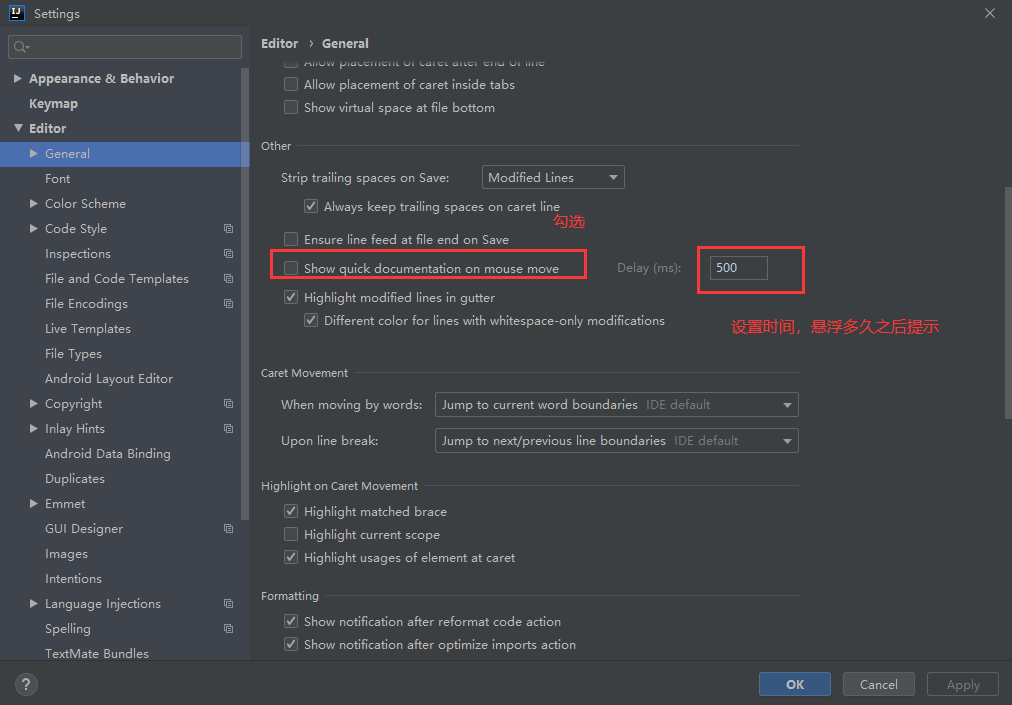 Settings
Editor › General
Allow placement of caret after end of line
Appearance & Behavior
Keymap
Editor
General
Font
Color Scheme
Code Style
Inspections
File and Code Templates
File Encodings
Live Templates
File Types
Android Layout Editor
Copyright
Inlay Hints
Android Data Binding
Duplicates
Emmet
GUI Designer
Images
Intentions
Language Injections
Spelling
TextMate Bundles
Allow placement of caret inside tabs
Show virtual space at file bottom
Other
Strip trailing spaces on Save: Modified Lines
Always keep trailing spaces on caret line
勾选
Ensure line feed at file end on Save
Show quick documentation on mouse move Delay (ms): 500
Highlight modified lines in gutter
Different color for lines with whitespace-only modifications
设置时间，悬浮多久之后提示
Caret Movement
When moving by words: Jump to current word boundaries IDE default
Upon line break: Jump to next/previous line boundaries IDE default
Highlight on Caret Movement
Highlight matched brace
Highlight current scope
Highlight usages of element at caret
Formatting
Show notification after reformat code action
Show notification after optimize imports action
? OK Cancel Apply